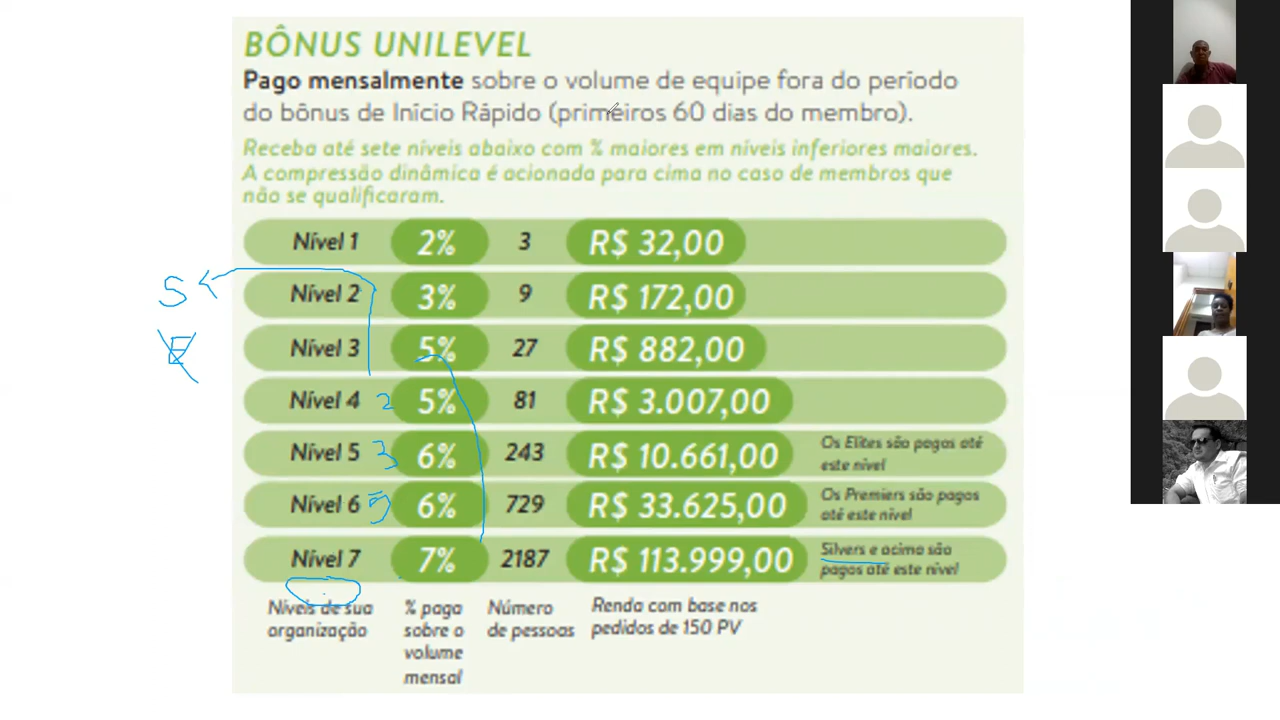 BÔNUS UNILEVEL
Pago mensalmente sobre o volume de equipe fora do período
do bônus de Início Rápido (primeiros 60 dias do membro).
Receba até sete níveis abaixo com % maiores em níveis inferiores maiores.
A compressão dinâmica é acionada para cima no caso de membros que
não se qualificaram.
Nível 1 2% 3 R$ 32,00
S
Nível 2 3% 9 R$ 172,00
E
Nível 3 5% 27 R$ 882,00
Nível 4 2 5% 81 R$ 3.007,00
Nível 5 3 6% 243 R$ 10.661,00 Os Elites são pagos até
este nível
Nível 6 5 6% 729 R$ 33.625,00 Os Premiers são pagos
até este nível
Nível 7 7% 2187 R$ 113.999,00 Silvers e acima são
pagos até este nível
Níveis de sua
organização
% paga
sobre o
volume
mensal
Número
de pessoas
Renda com base nos
pedidos de 150 PV